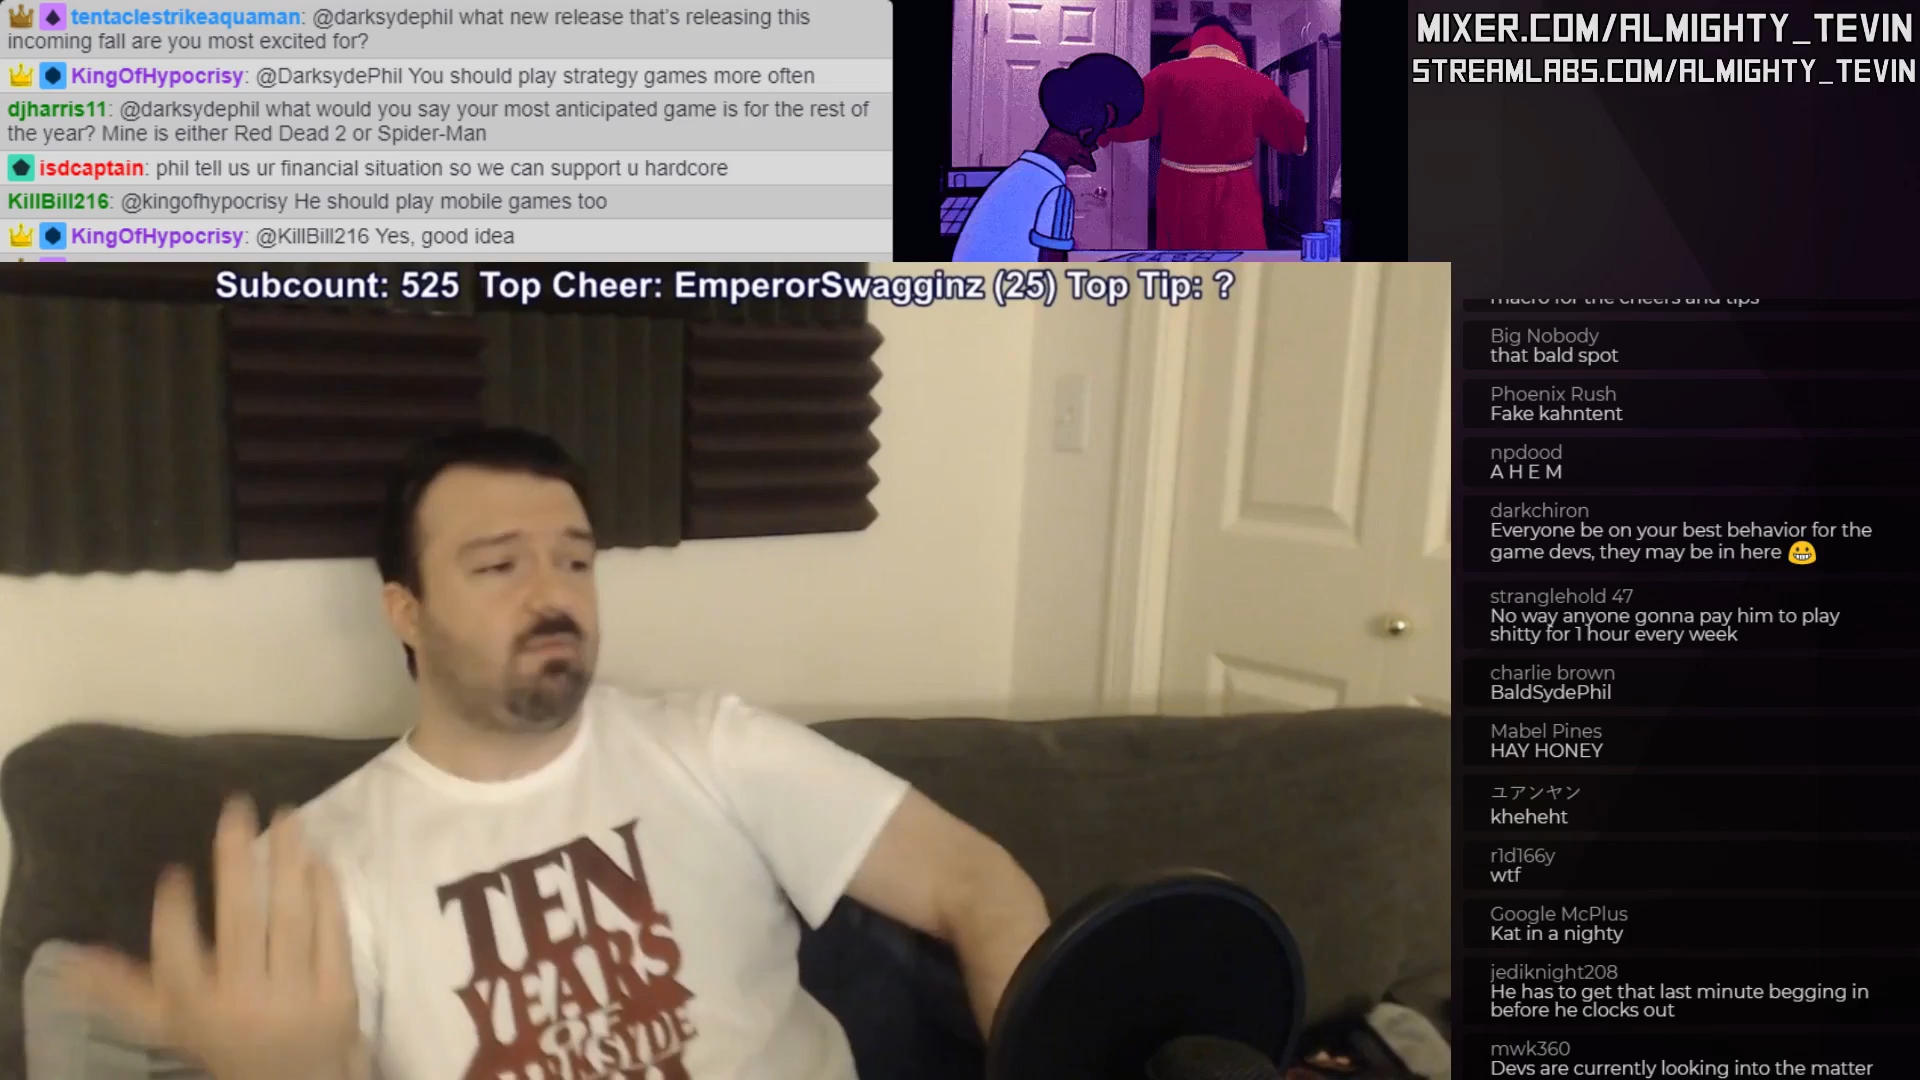 tentaclestrikeaquaman: @darksydephil what new release that's releasing this
incoming fall are you most excited for?
KingOfHypocrisy: @DarksydePhil You should play strategy games more often
djharris11: @darksydephil what would you say your most anticipated game is for the rest of
the year? Mine is either Red Dead 2 or Spider-Man
isdcaptain: phil tell us ur financial situation so we can support u hardcore
KillBill216: @kingofhypocrisy He should play mobile games too
KingOfHypocrisy: @KillBill216 Yes, good idea
MIXER.COM/ALMIGHTY_TEVIN
STREAMLABS.COM/ALMIGHTY_TEVIN
Subcount: 525 Top Cheer: EmperorSwagginz (25) Top Tip: ?
macro for the cheers and tips
Big Nobody
that bald spot
Phoenix Rush
Fake kahntent
npdood
A H E M
darkchiron
Everyone be on your best behavior for the
game devs, they may be in here 😀
stranglehold 47
No way anyone gonna pay him to play
shitty for 1 hour every week
charlie brown
BaldSydePhil
Mabel Pines
HAY HONEY
ユアンヤン
kheheht
r1d166y
wtf
Google McPlus
Kat in a nighty
jediknight208
He has to get that last minute begging in
before he clocks out
mwk360
Devs are currently looking into the matter
TEN
YEARS
OF
DARKSYDE